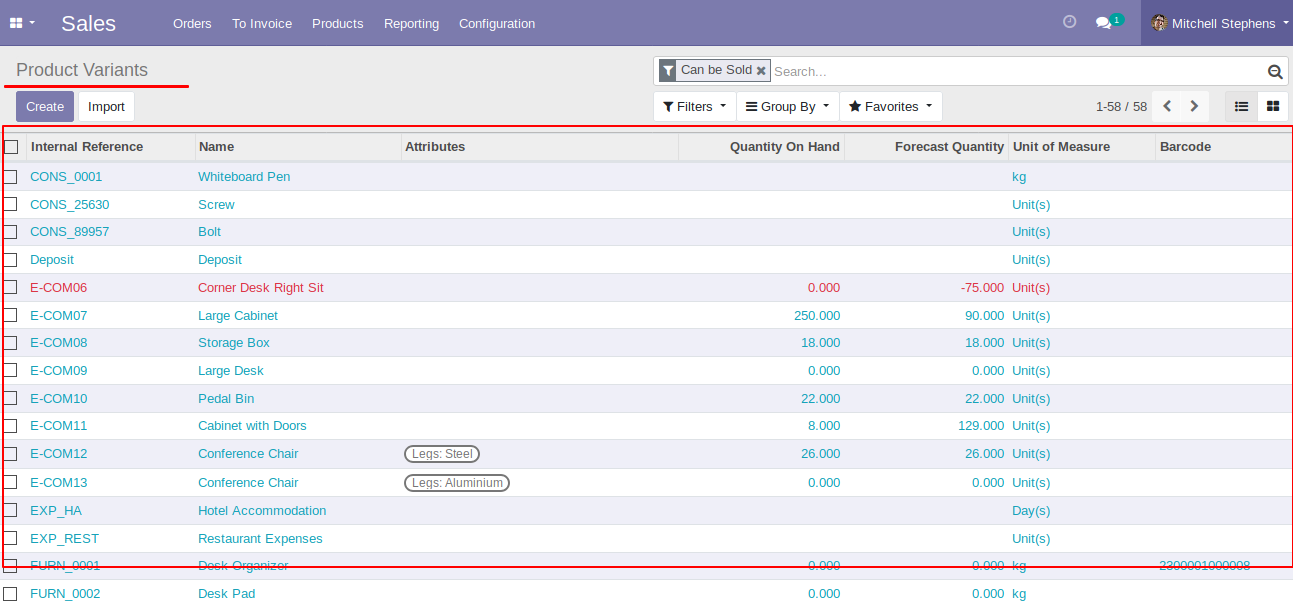 Sales Orders To Invoice Products Reporting Configuration 1 Mitchell Stephens
Product Variants Can be Sold Search...
Create Import Filters Group By Favorites 1-58 / 58
Internal Reference Name Attributes Quantity On Hand Forecast Quantity Unit of Measure Barcode
CONS_0001 Whiteboard Pen kg
CONS_25630 Screw Unit(s)
CONS_89957 Bolt Unit(s)
Deposit Deposit Unit(s)
E-COM06 Corner Desk Right Sit 0.000 -75.000 Unit(s)
E-COM07 Large Cabinet 250.000 90.000 Unit(s)
E-COM08 Storage Box 18.000 18.000 Unit(s)
E-COM09 Large Desk 0.000 0.000 Unit(s)
E-COM10 Pedal Bin 22.000 22.000 Unit(s)
E-COM11 Cabinet with Doors 8.000 129.000 Unit(s)
E-COM12 Conference Chair Legs: Steel 26.000 26.000 Unit(s)
E-COM13 Conference Chair Legs: Aluminium 0.000 0.000 Unit(s)
EXP_HA Hotel Accommodation Day(s)
EXP_REST Restaurant Expenses Unit(s)
FURN_0001 Desk Organizer 0.000 0.000 kg 2300001000008
FURN_0002 Desk Pad 0.000 0.000 kg